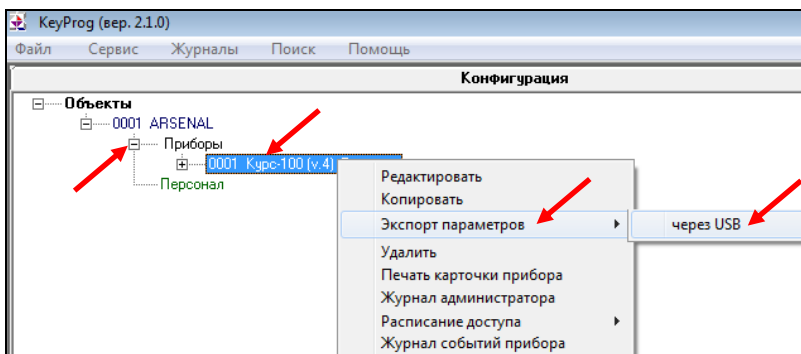 KeyProg (вер. 2.1.0)
Файл Сервис Журналы Поиск Помощь
Конфигурация
Объекты
0001 ARSENAL
Приборы
0001 Курс-100 (v.4)
Персонал
Редактировать
Копировать
Экспорт параметров
через USB
Удалить
Печать карточки прибора
Журнал администратора
Расписание доступа
Журнал событий прибора